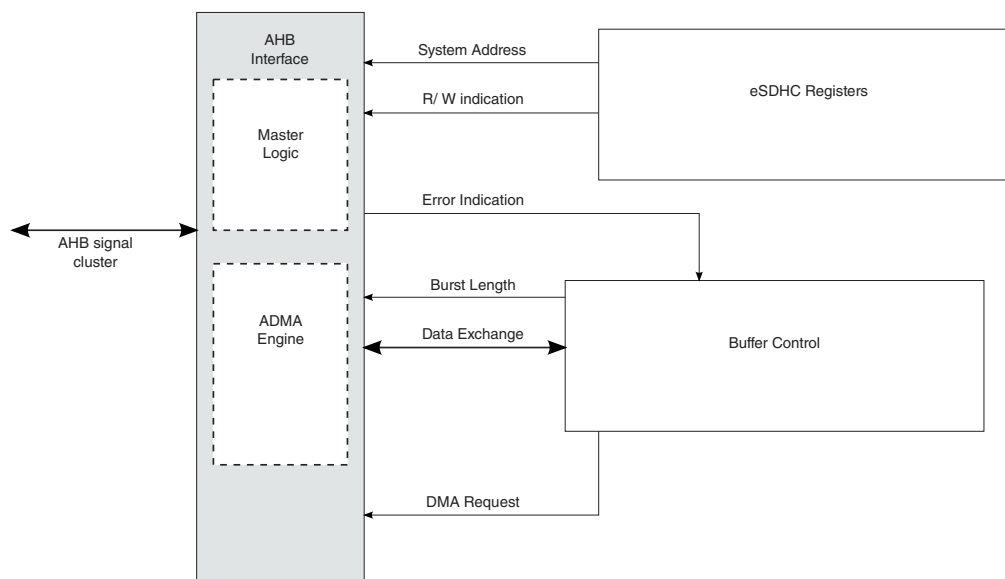 AHB
Interface
Master
Logic
ADMA
Engine
AHB signal
cluster
System Address
R/ W indication
Error Indication
Burst Length
Data Exchange
DMA Request
eSDHC Registers
Buffer Control